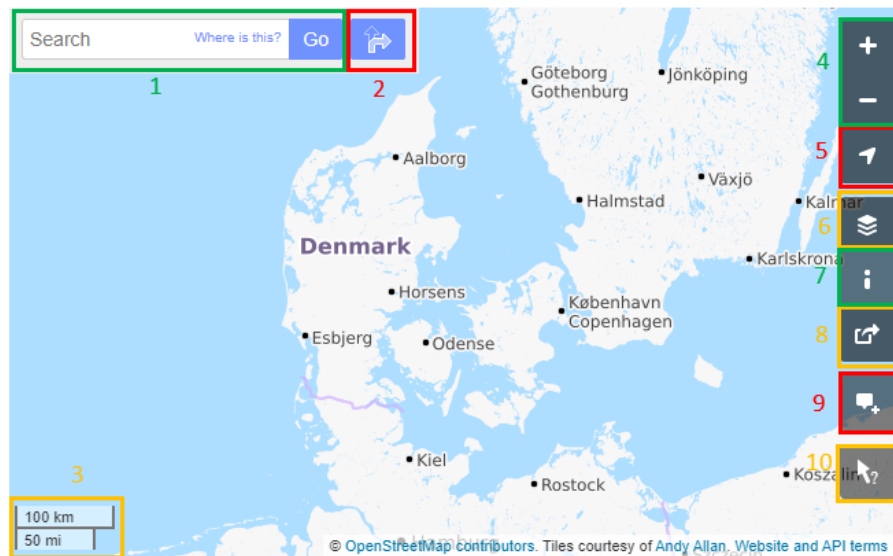 Search Where is this? Go
1
2
3
4
5
6
7
8
9
10
Göteborg
Gothenburg
Jönköping
Aalborg
Växjö
Halmstad
Kalmar
Denmark
Karlskrona
Horsens
København
Copenhagen
Esbjerg
Odense
Kiel
Rostock
Koszalin
?
100 km
50 mi
Hamburg
Szczecin
© OpenStreetMap contributors. Tiles courtesy of Andy Allan. Website and API terms